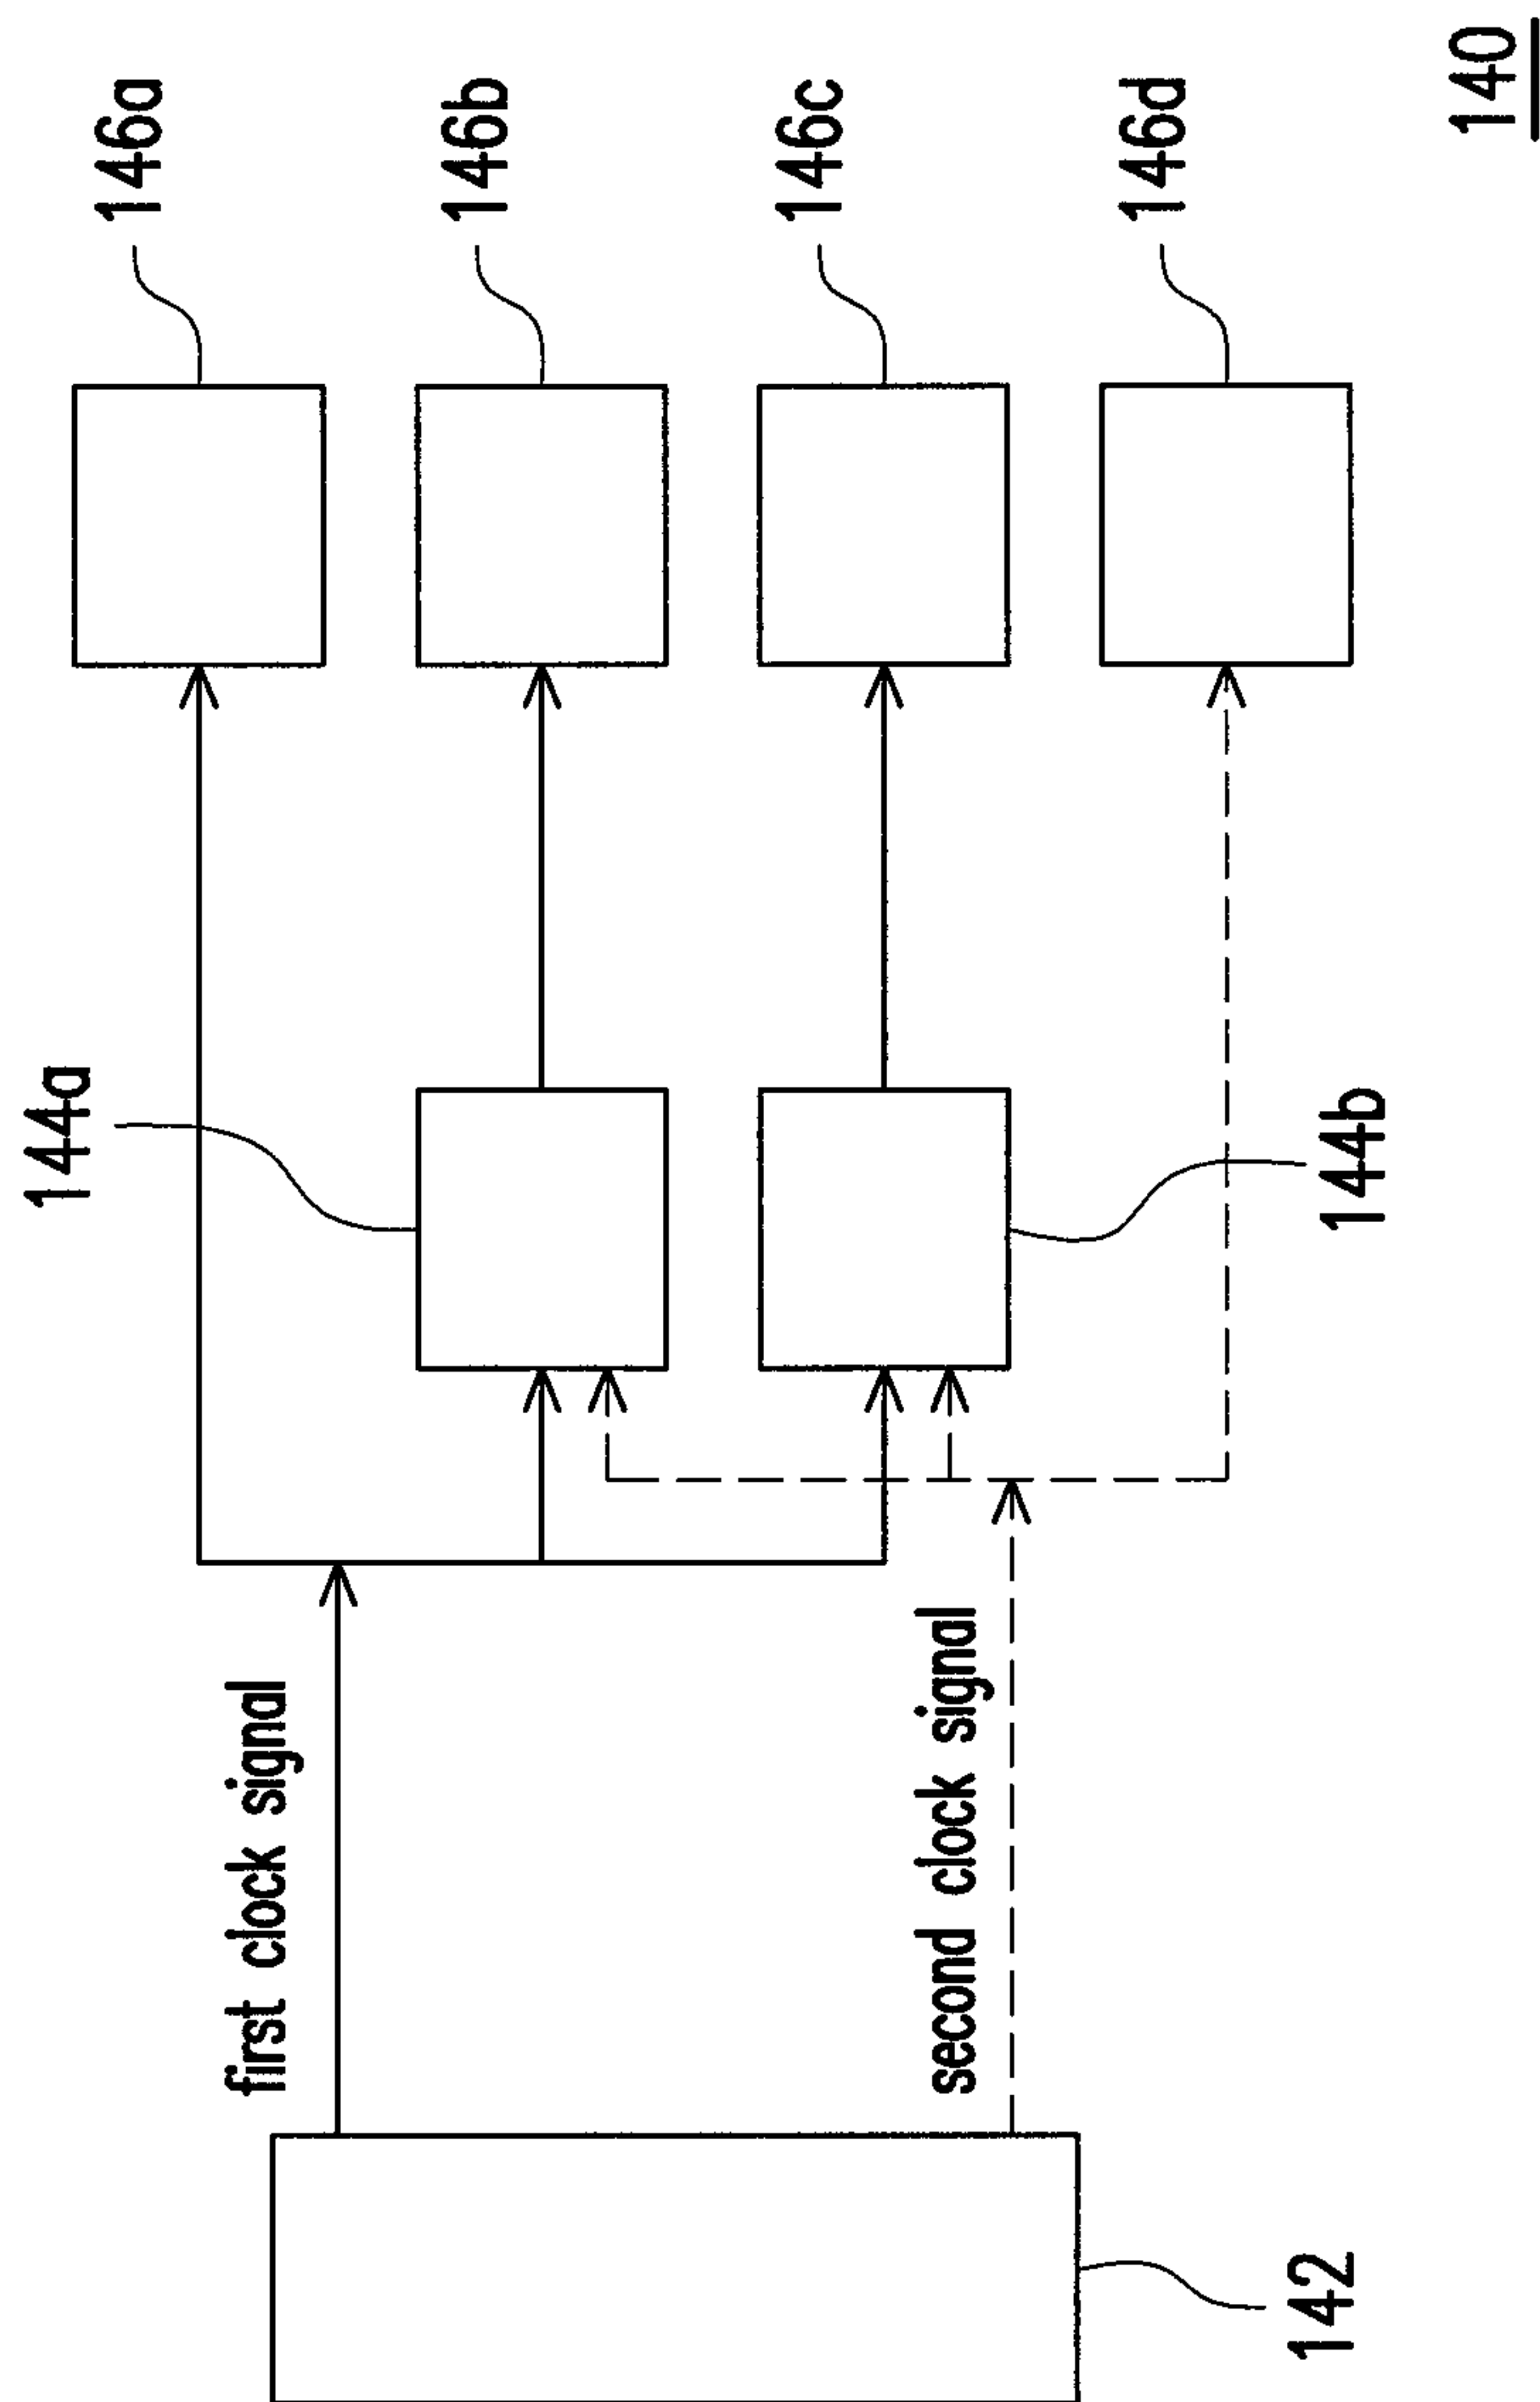 146a
146b
146c
146d
140
144a
144b
first clock signal
second clock signal
142